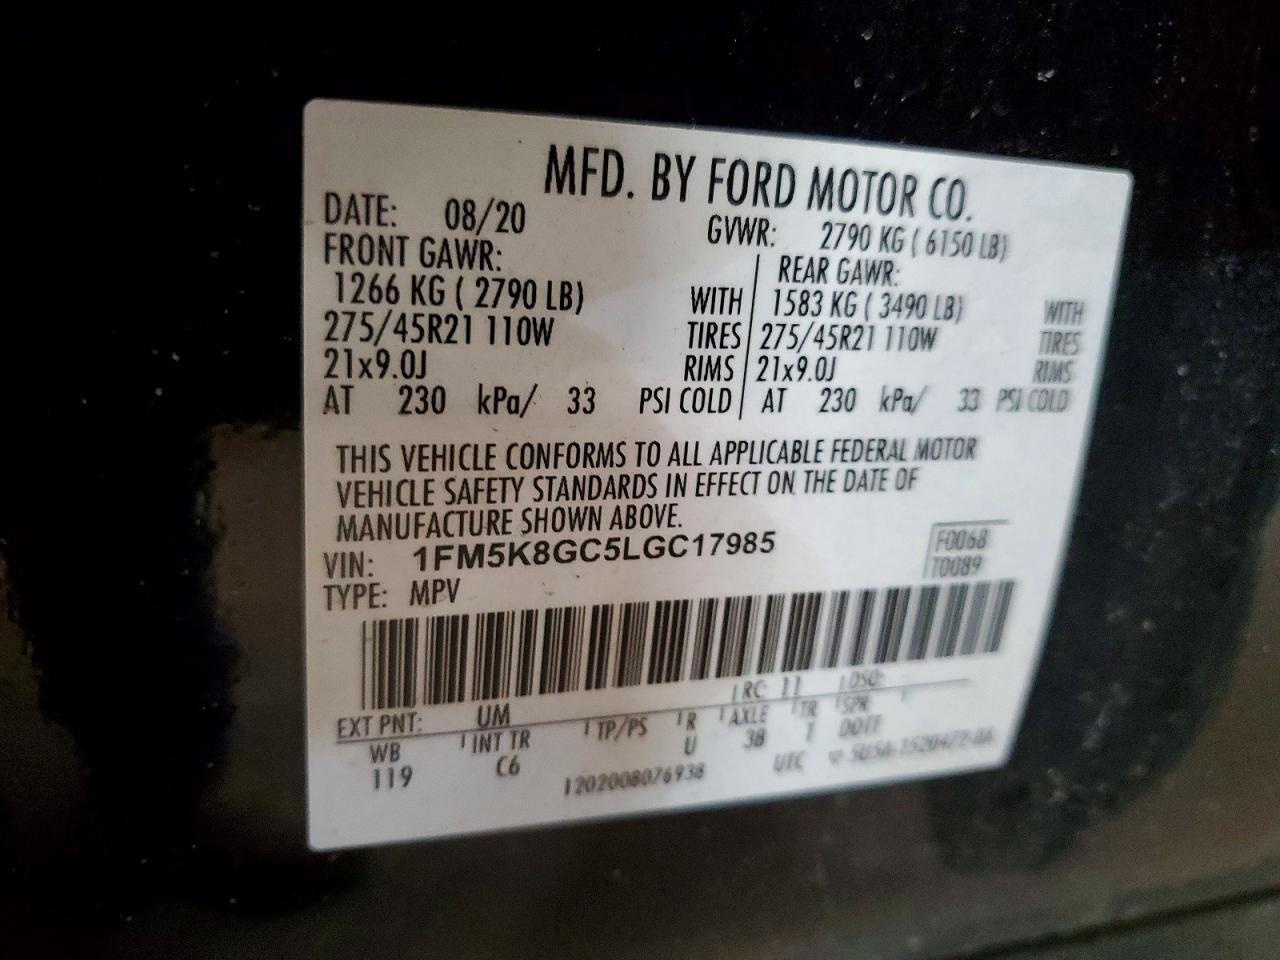 MFD. BY FORD MOTOR CO.
DATE: 08/20 GVWR: 2790 KG ( 6150 LB)
FRONT GAWR: REAR GAWR:
1266 KG ( 2790 LB) WITH 1583 KG ( 3490 LB) WITH
275/45R21 110W TIRES 275/45R21 110W TIRES
21x9.0J RIMS 21x9.0J RIMS
AT 230 kPa/ 33 PSI COLD AT 230 kPa/ 33 PSI COLD
THIS VEHICLE CONFORMS TO ALL APPLICABLE FEDERAL MOTOR
VEHICLE SAFETY STANDARDS IN EFFECT ON THE DATE OF
MANUFACTURE SHOWN ABOVE.
VIN: 1FM5K8GC5LGC17985 F0068
TYPE: MPV T0089
EXT PNT: UM RC: 11 DSO:
WB INT TR TP/PS R AXLE TR SPR
119 C6 U 38 1
1202008076938 UTC